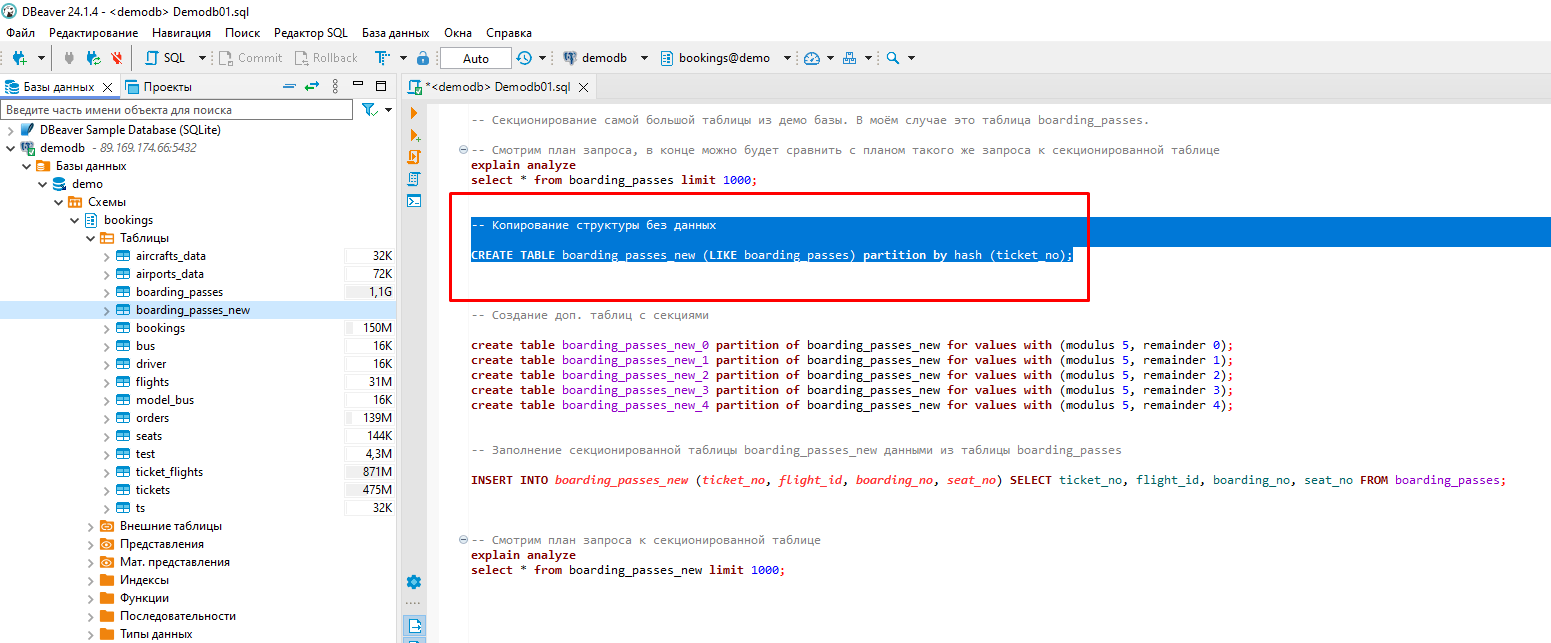 DBeaver 24.1.4 - <demodb> Demodb01.sql
Файл Редактирование Навигация Поиск Редактор SQL База данных Окна Справка
SQL Commit Rollback T Auto demodb bookings@demo
Базы данных Проекты
Введите часть имени объекта для поиска
DBeaver Sample Database (SQLite)
demodb - 89.169.174.66:5432
Базы данных
demo
Схемы
bookings
Таблицы
aircrafts_data 32K
airports_data 72K
boarding_passes 1,1G
boarding_passes_new
bookings 150M
bus 16K
driver 16K
flights 31M
model_bus 16K
orders 139M
seats 144K
test 4,3M
ticket_flights 871M
tickets 475M
ts 32K
Внешние таблицы
Представления
Мат. представления
Индексы
Функции
Последовательности
Типы данных
*<demodb> Demodb01.sql
-- Секционирование самой большой таблицы из демо базы. В моём случае это таблица boarding_passes.
-- Смотрим план запроса, в конце можно будет сравнить с планом такого же запроса к секционированной таблице
explain analyze
select * from boarding_passes limit 1000;
-- Копирование структуры без данных
CREATE TABLE boarding_passes_new (LIKE boarding_passes) partition by hash (ticket_no);
-- Создание доп. таблиц с секциями
create table boarding_passes_new_0 partition of boarding_passes_new for values with (modulus 5, remainder 0);
create table boarding_passes_new_1 partition of boarding_passes_new for values with (modulus 5, remainder 1);
create table boarding_passes_new_2 partition of boarding_passes_new for values with (modulus 5, remainder 2);
create table boarding_passes_new_3 partition of boarding_passes_new for values with (modulus 5, remainder 3);
create table boarding_passes_new_4 partition of boarding_passes_new for values with (modulus 5, remainder 4);
-- Заполнение секционированной таблицы boarding_passes_new данными из таблицы boarding_passes
INSERT INTO boarding_passes_new (ticket_no, flight_id, boarding_no, seat_no) SELECT ticket_no, flight_id, boarding_no, seat_no FROM boarding_passes;
-- Смотрим план запроса к секционированной таблице
explain analyze
select * from boarding_passes_new limit 1000;